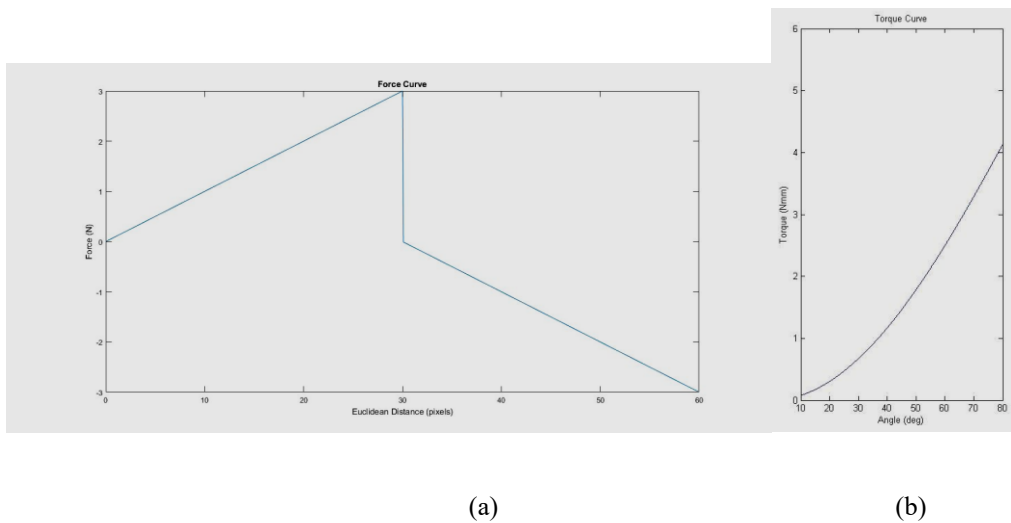 Force Curve
3
2
1
0
-1
-2
-3
Force (N)
0 10 20 30 40 50 60
Euclidean Distance (pixels)
Torque Curve
6
5
4
3
2
1
0
Torque (Nmm)
10 20 30 40 50 60 70 80
Angle (deg)
(a) (b)